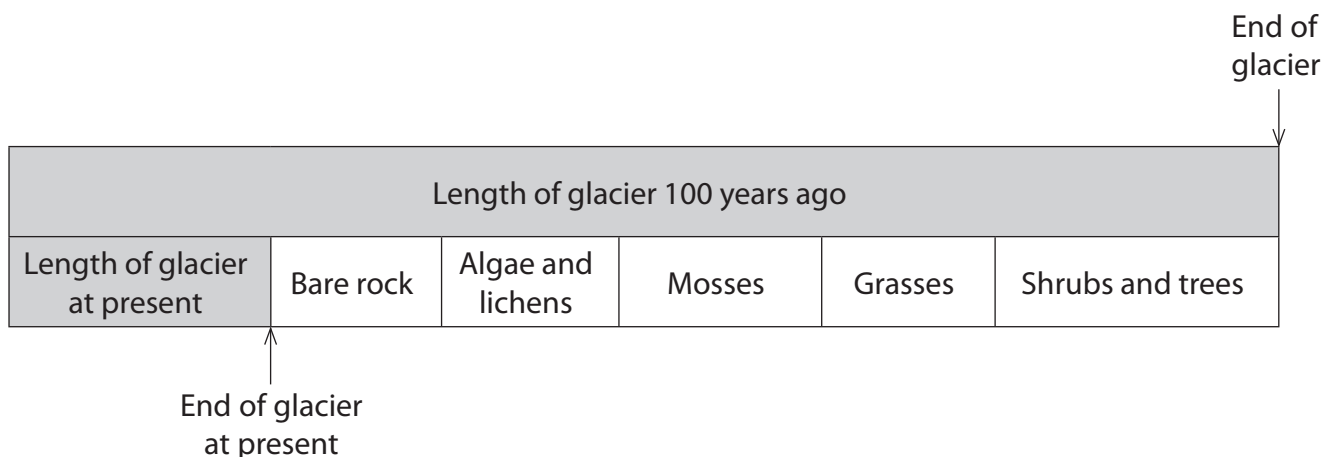 End of
glacier
Length of glacier 100 years ago
Length of glacier
at present
Bare rock
Algae and
lichens
Mosses
Grasses
Shrubs and trees
End of glacier
at present